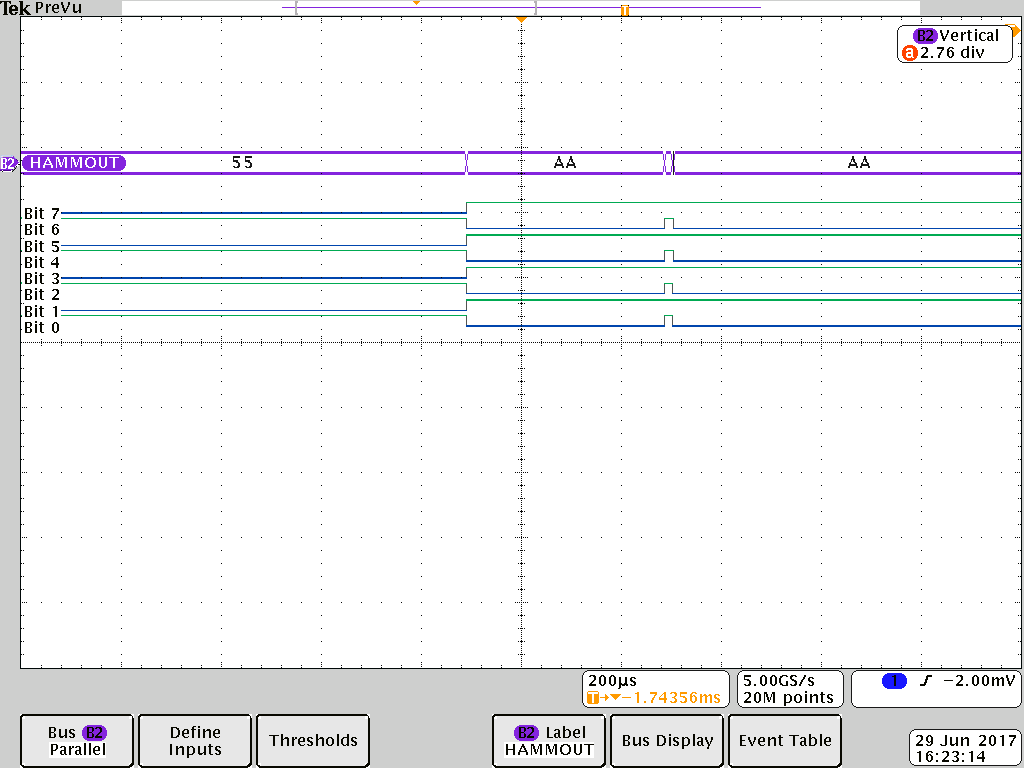 Tek PreVu
B2 Vertical
a 2.76 div
B2 HAMMOUT 55 AA AA
Bit 7
Bit 6
Bit 5
Bit 4
Bit 3
Bit 2
Bit 1
Bit 0
200µs
T→▼−1.74356ms
5.00GS/s
20M points
1 ʃ −2.00mV
Bus B2
Parallel
Define
Inputs
Thresholds
B2 Label
HAMMOUT
Bus Display
Event Table
29 Jun 2017
16:23:14